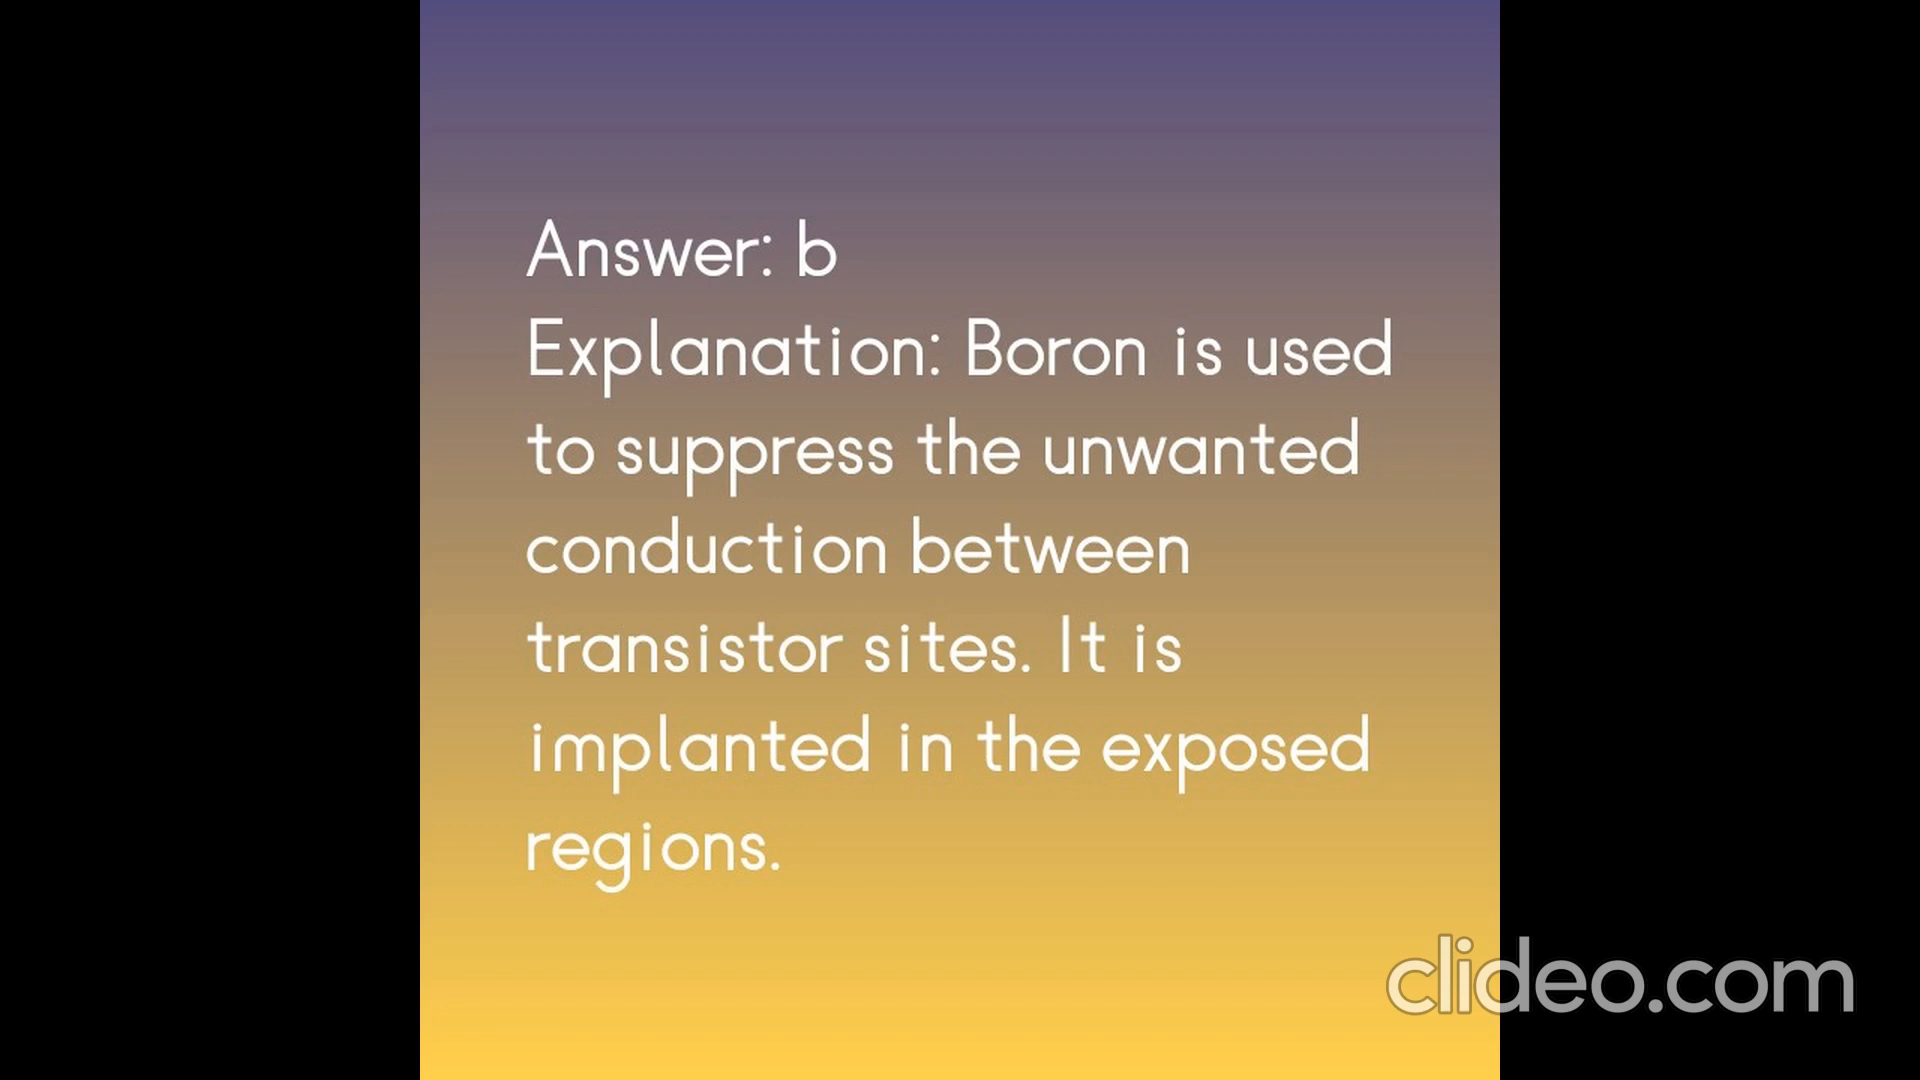 Answer: b
Explanation: Boron is used
to suppress the unwanted
conduction between
transistor sites. It is
implanted in the exposed
regions.
clideo.com